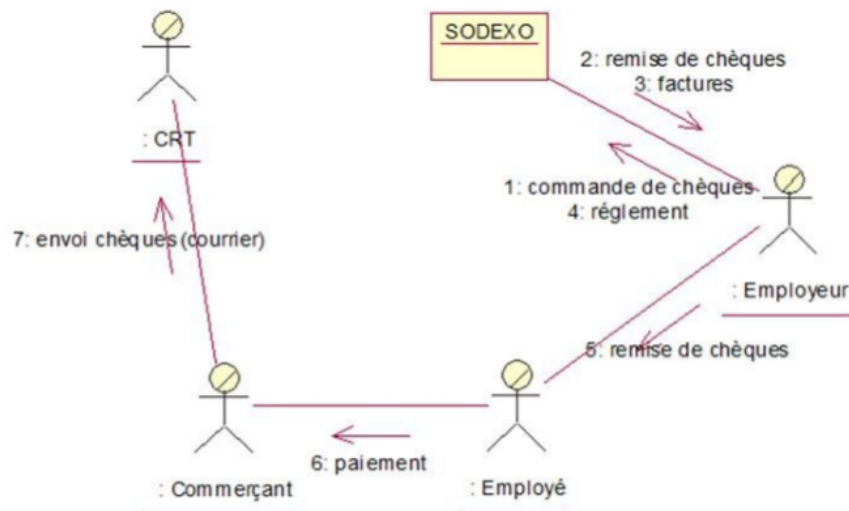 SODEXO
2: remise de chèques
3: factures
: CRT
1: commande de chèques
4: réglement
7: envoi chèques (courrier)
: Employeur
5: remise de chèques
6: paiement
: Commerçant
: Employé